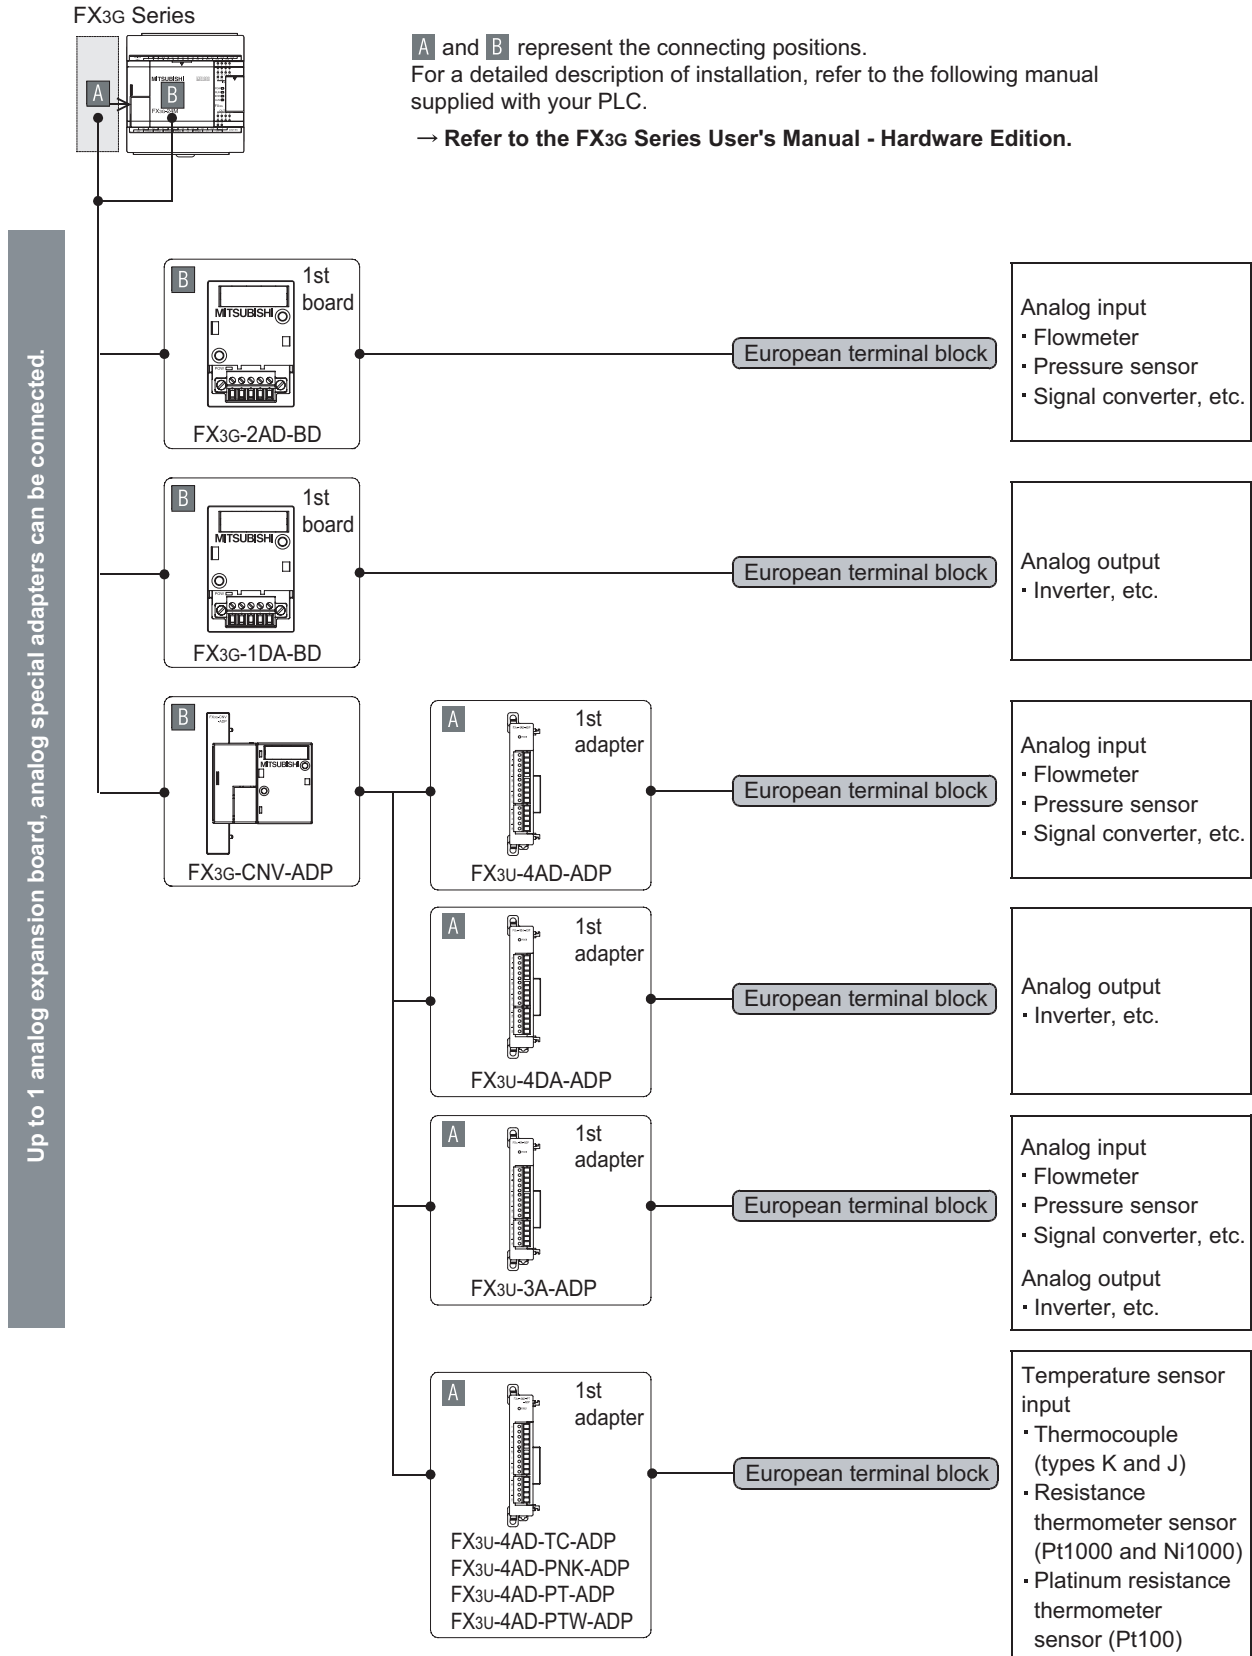 FX3G Series
A and B represent the connecting positions.
For a detailed description of installation, refer to the following manual
supplied with your PLC.
→ Refer to the FX3G Series User's Manual - Hardware Edition.
A
B
MITSUBISHI
Up to 1 analog expansion board, analog special adapters can be connected.
B
1st
board
MITSUBISHI
FX3G-2AD-BD
European terminal block
Analog input
· Flowmeter
· Pressure sensor
· Signal converter, etc.
B
1st
board
MITSUBISHI
FX3G-1DA-BD
European terminal block
Analog output
· Inverter, etc.
B
MITSUBISHI
FX3G-CNV-ADP
A
1st
adapter
FX3U-4AD-ADP
European terminal block
Analog input
· Flowmeter
· Pressure sensor
· Signal converter, etc.
A
1st
adapter
FX3U-4DA-ADP
European terminal block
Analog output
· Inverter, etc.
A
1st
adapter
FX3U-3A-ADP
European terminal block
Analog input
· Flowmeter
· Pressure sensor
· Signal converter, etc.
Analog output
· Inverter, etc.
A
1st
adapter
FX3U-4AD-TC-ADP
FX3U-4AD-PNK-ADP
FX3U-4AD-PT-ADP
FX3U-4AD-PTW-ADP
European terminal block
Temperature sensor
input
· Thermocouple
(types K and J)
· Resistance
thermometer sensor
(Pt1000 and Ni1000)
· Platinum resistance
thermometer
sensor (Pt100)